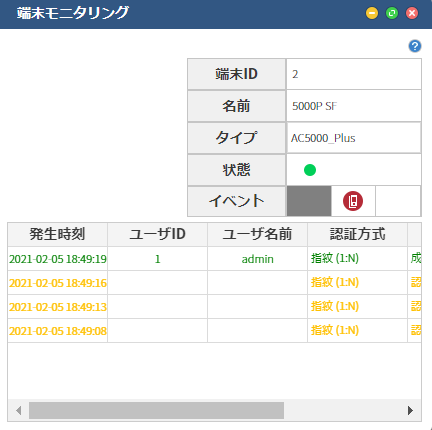 端末モニタリング
端末ID 2
名前 5000P SF
タイプ AC5000_Plus
状態
イベント
発生時刻 ユーザID ユーザ名前 認証方式
2021-02-05 18:49:19 1 admin 指紋 (1:N) 成
2021-02-05 18:49:16 指紋 (1:N) 認
2021-02-05 18:49:13 指紋 (1:N) 認
2021-02-05 18:49:08 指紋 (1:N) 認